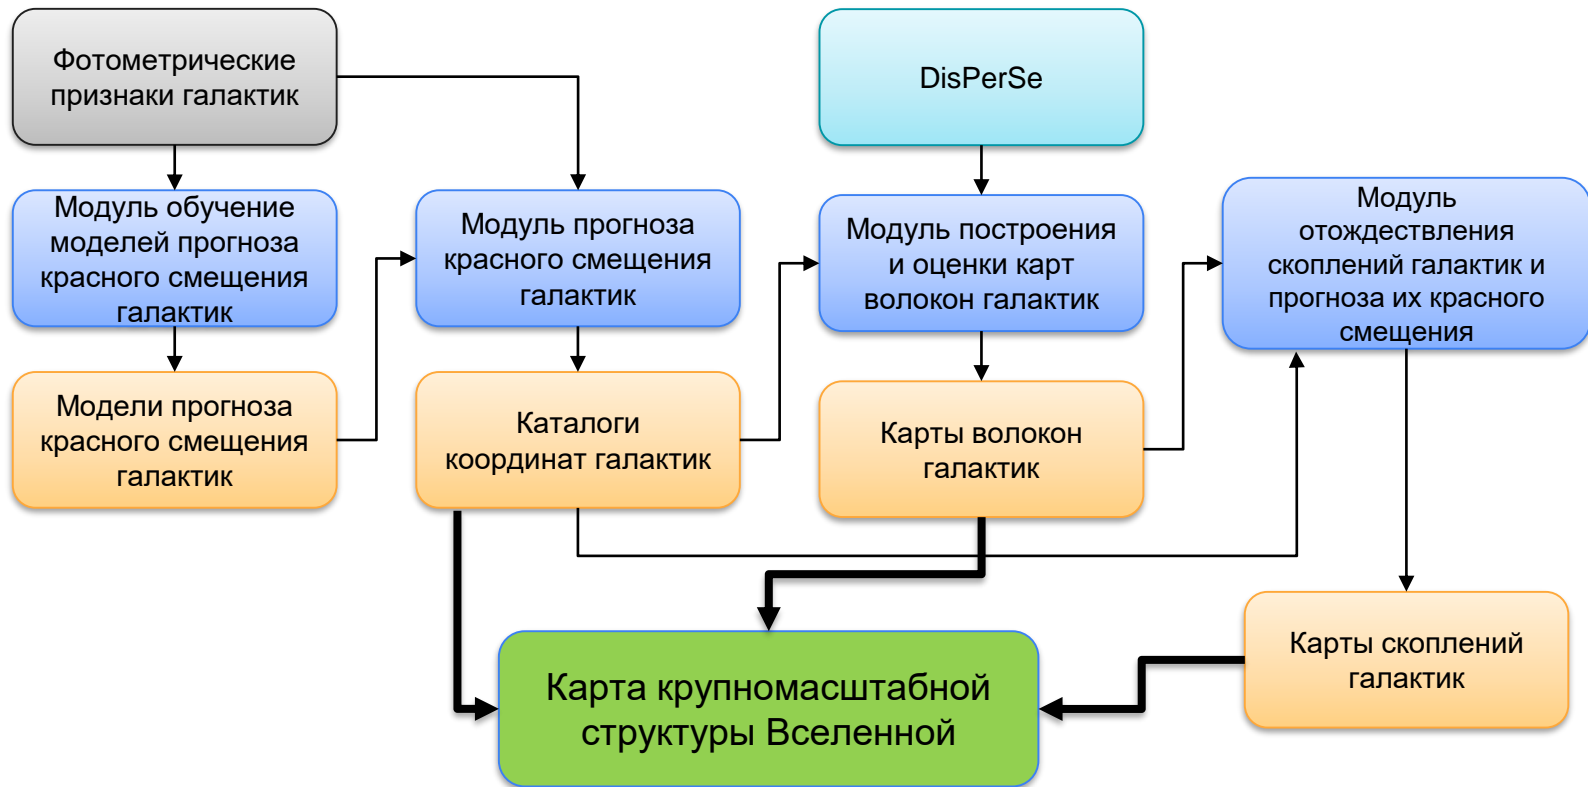 Фотометрические
признаки галактик
DisPerSe
Модуль обучение
моделей прогноза
красного смещения
галактик
Модуль прогноза
красного смещения
галактик
Модуль построения
и оценки карт
волокон галактик
Модуль
отождествления
скоплений галактик и
прогноза их красного
смещения
Модели прогноза
красного смещения
галактик
Каталоги
координат галактик
Карты волокон
галактик
Карты скоплений
галактик
Карта крупномасштабной
структуры Вселенной